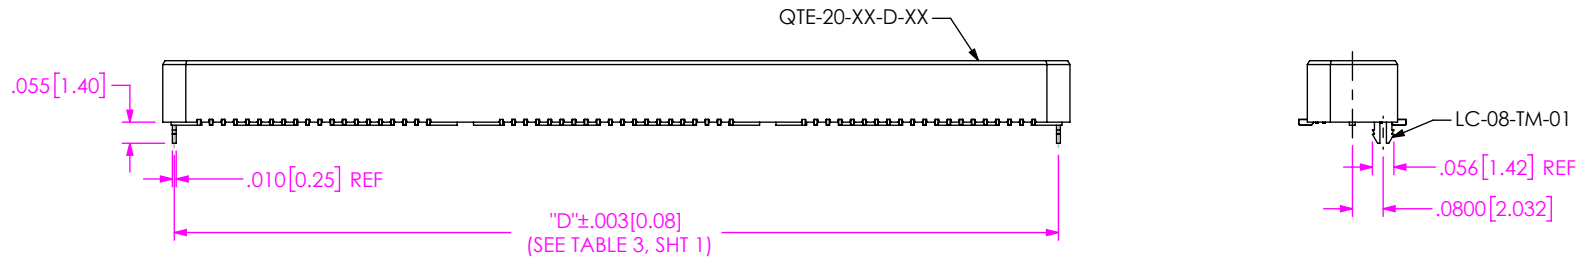 QTE-20-XX-D-XX
.055[1.40]
LC-08-TM-01
.010[0.25] REF
.056[1.42] REF
.0800[2.032]
"D"±.003[0.08]
(SEE TABLE 3, SHT 1)